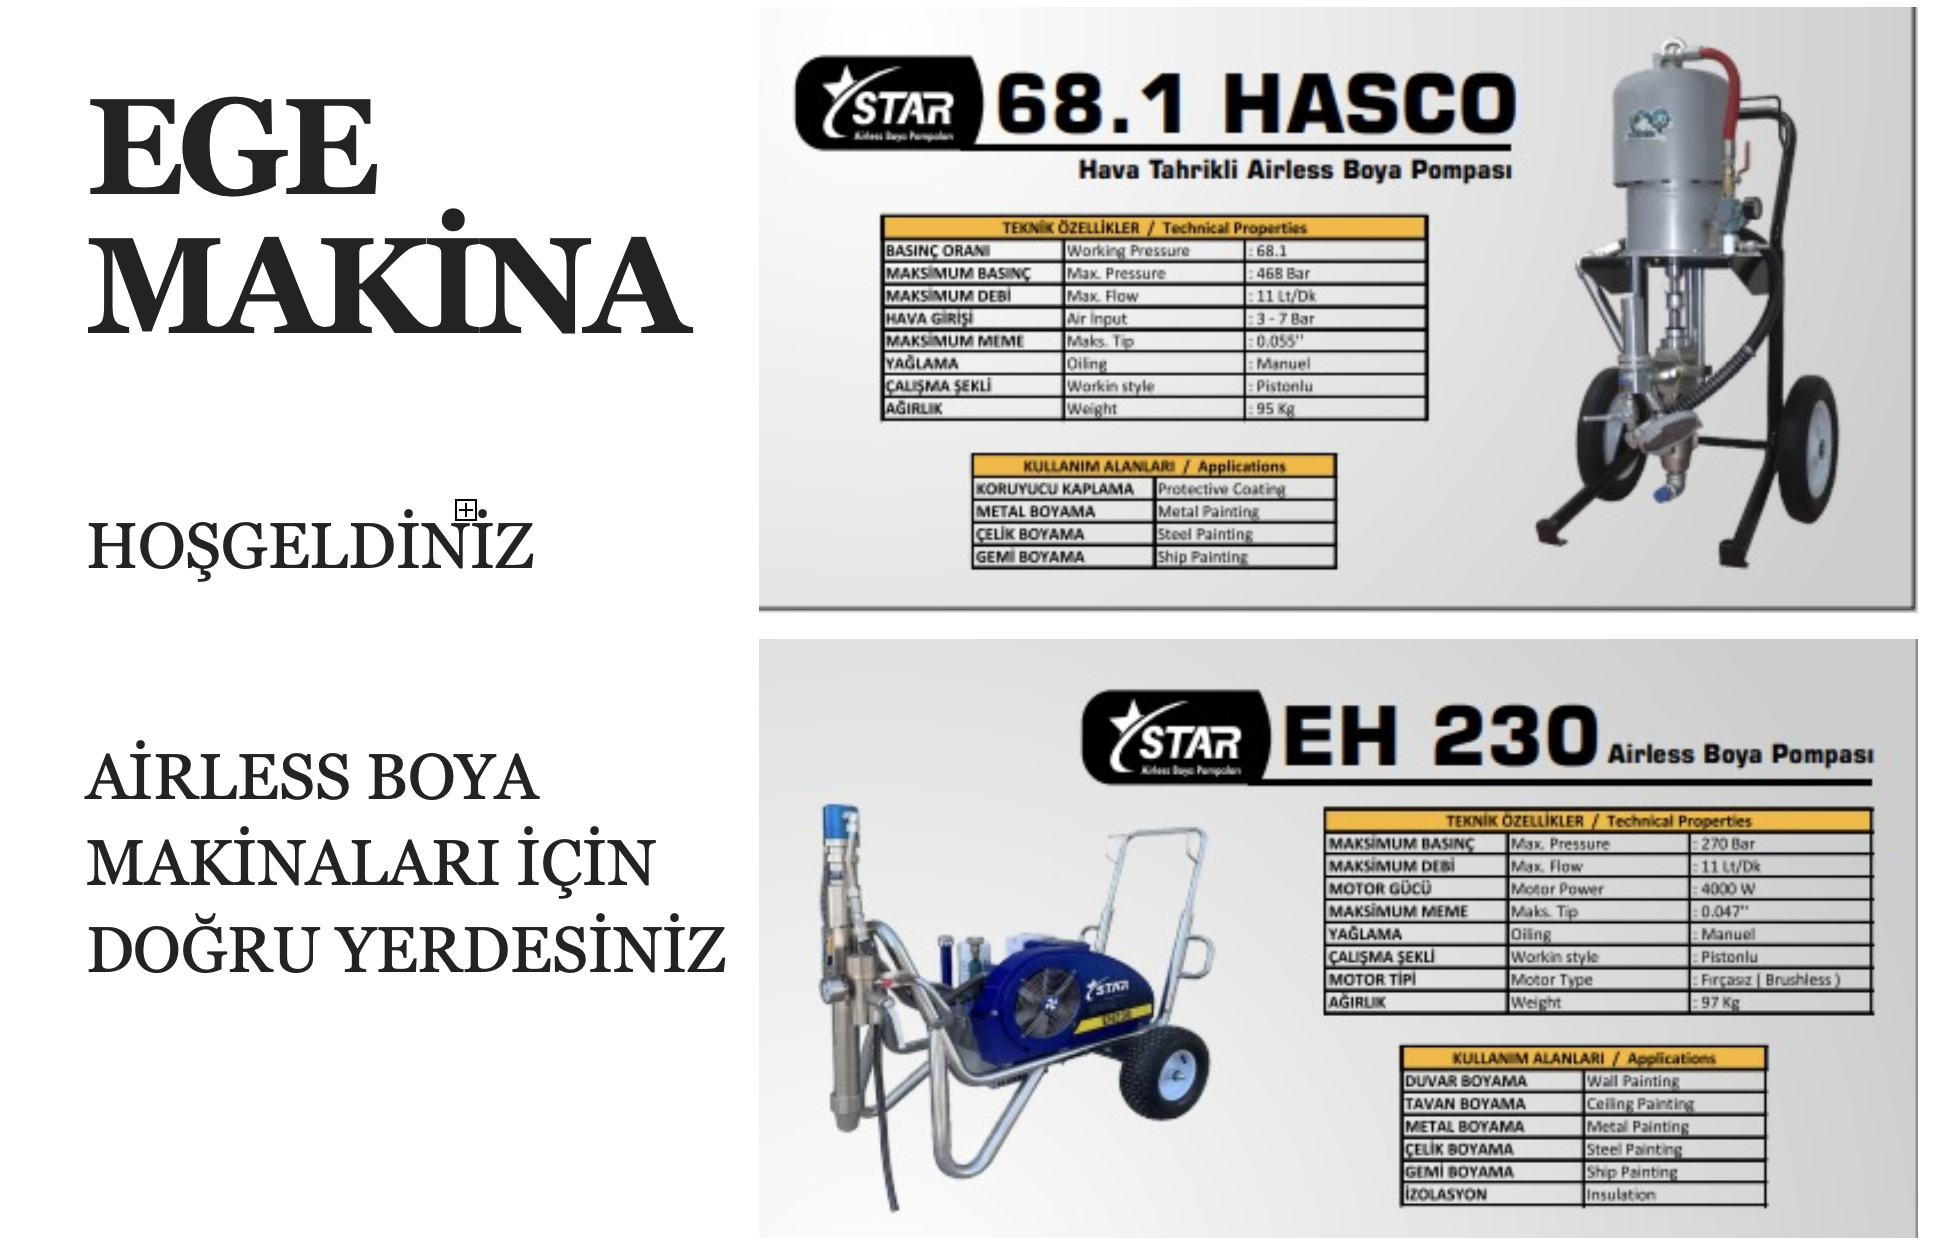 EGE
MAKİNA
HOŞGELDİNİZ
AİRLESS BOYA
MAKİNALARI İÇİN
DOĞRU YERDESİNİZ
STAR
Airless Boya Pompaları
68.1 HASCO
Hava Tahrikli Airless Boya Pompası
TEKNİK ÖZELLİKLER / Technical Properties
BASINÇ ORANI Working Pressure : 68.1
MAKSİMUM BASINÇ Max. Pressure : 468 Bar
MAKSİMUM DEBİ Max. Flow : 11 Lt/Dk
HAVA GİRİŞİ Air Input : 3 - 7 Bar
MAKSİMUM MEME Maks. Tip : 0.055''
YAĞLAMA Oiling : Manuel
ÇALIŞMA ŞEKLİ Workin style : Pistonlu
AĞIRLIK Weight : 95 Kg
KULLANIM ALANLARI / Applications
KORUYUCU KAPLAMA Protective Coating
METAL BOYAMA Metal Painting
ÇELİK BOYAMA Steel Painting
GEMİ BOYAMA Ship Painting
STAR
Airless Boya Pompaları
EH 230 Airless Boya Pompası
TEKNİK ÖZELLİKLER / Technical Properties
MAKSİMUM BASINÇ Max. Pressure : 270 Bar
MAKSİMUM DEBİ Max. Flow : 11 Lt/Dk
MOTOR GÜCÜ Motor Power : 4000 W
MAKSİMUM MEME Maks. Tip : 0.047''
YAĞLAMA Oiling : Manuel
ÇALIŞMA ŞEKLİ Workin style : Pistonlu
MOTOR TİPİ Motor Type : Fırçasız ( Brushless )
AĞIRLIK Weight : 97 Kg
STAR
KULLANIM ALANLARI / Applications
DUVAR BOYAMA Wall Painting
TAVAN BOYAMA Ceiling Painting
METAL BOYAMA Metal Painting
ÇELİK BOYAMA Steel Painting
GEMİ BOYAMA Ship Painting
İZOLASYON Insulation